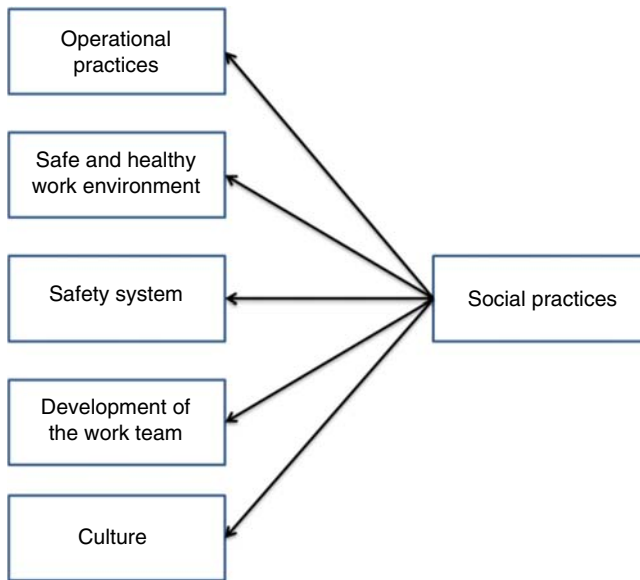 Operational
practices
Safe and healthy
work environment
Safety system
Social practices
Development of
the work team
Culture